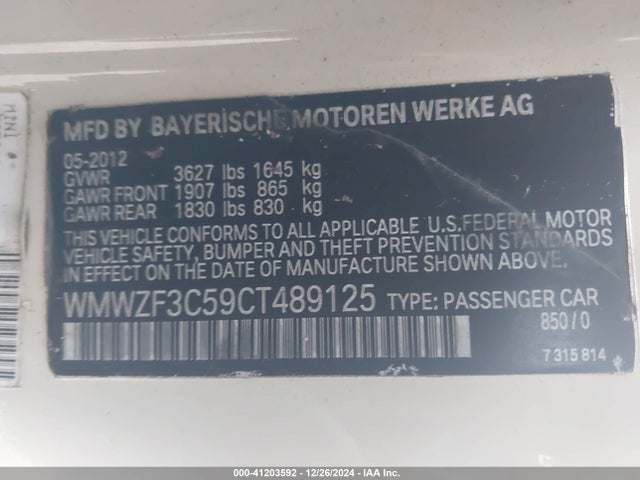 MINI
MFD BY BAYERİSCHE MOTOREN WERKE AG
05-2012
GVWR 3627 lbs 1645 kg
GAWR FRONT 1907 lbs 865 kg
GAWR REAR 1830 lbs 830 kg
THIS VEHICLE CONFORMS TO ALL APPLICABLE U.S.FEDERAL MOTOR
VEHICLE SAFETY, BUMPER AND THEFT PREVENTION STANDARDS
IN EFFECT ON THE DATE OF MANUFACTURE SHOWN ABOVE.
WMWZF3C59CT489125 TYPE: PASSENGER CAR
850/0
7 315 814
000-41203592 • 12/26/2024 • IAA Inc.